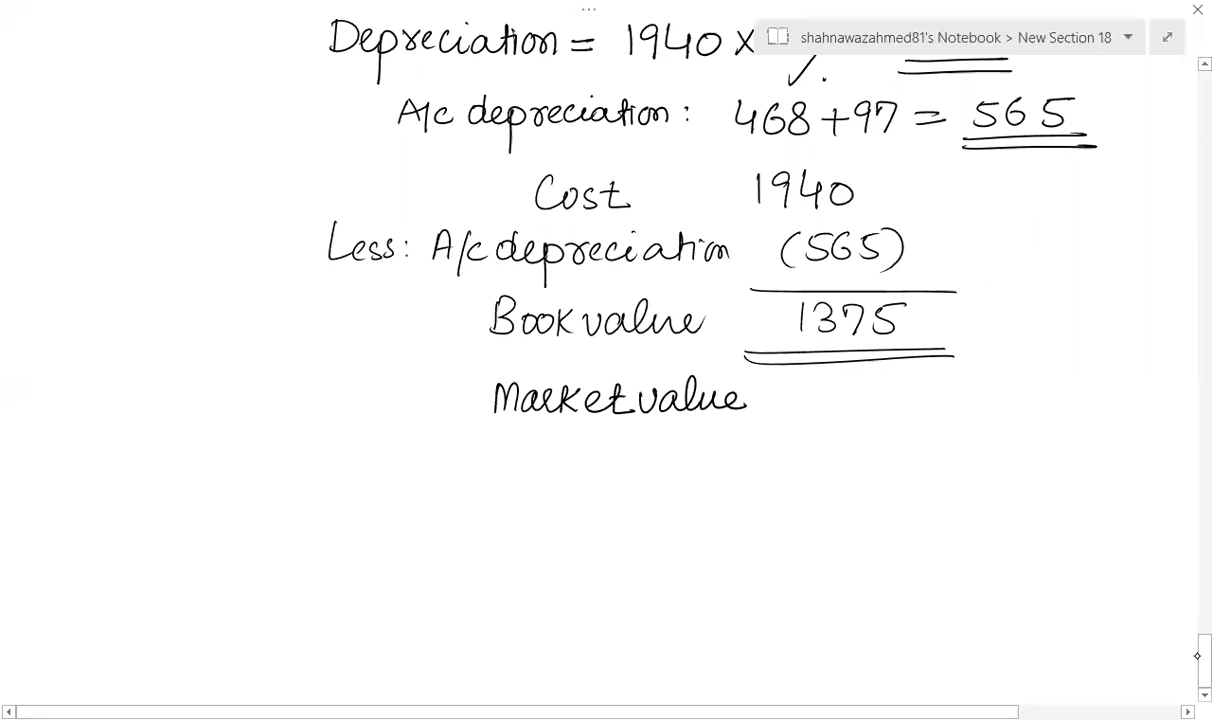 Depreciation = 1940 ×
shahnawazahmed81's Notebook > New Section 18
A/c depreciation : 468 + 97 = 565
Cost 1940
Less : A/c depreciation (565)
Book value 1375
Market value